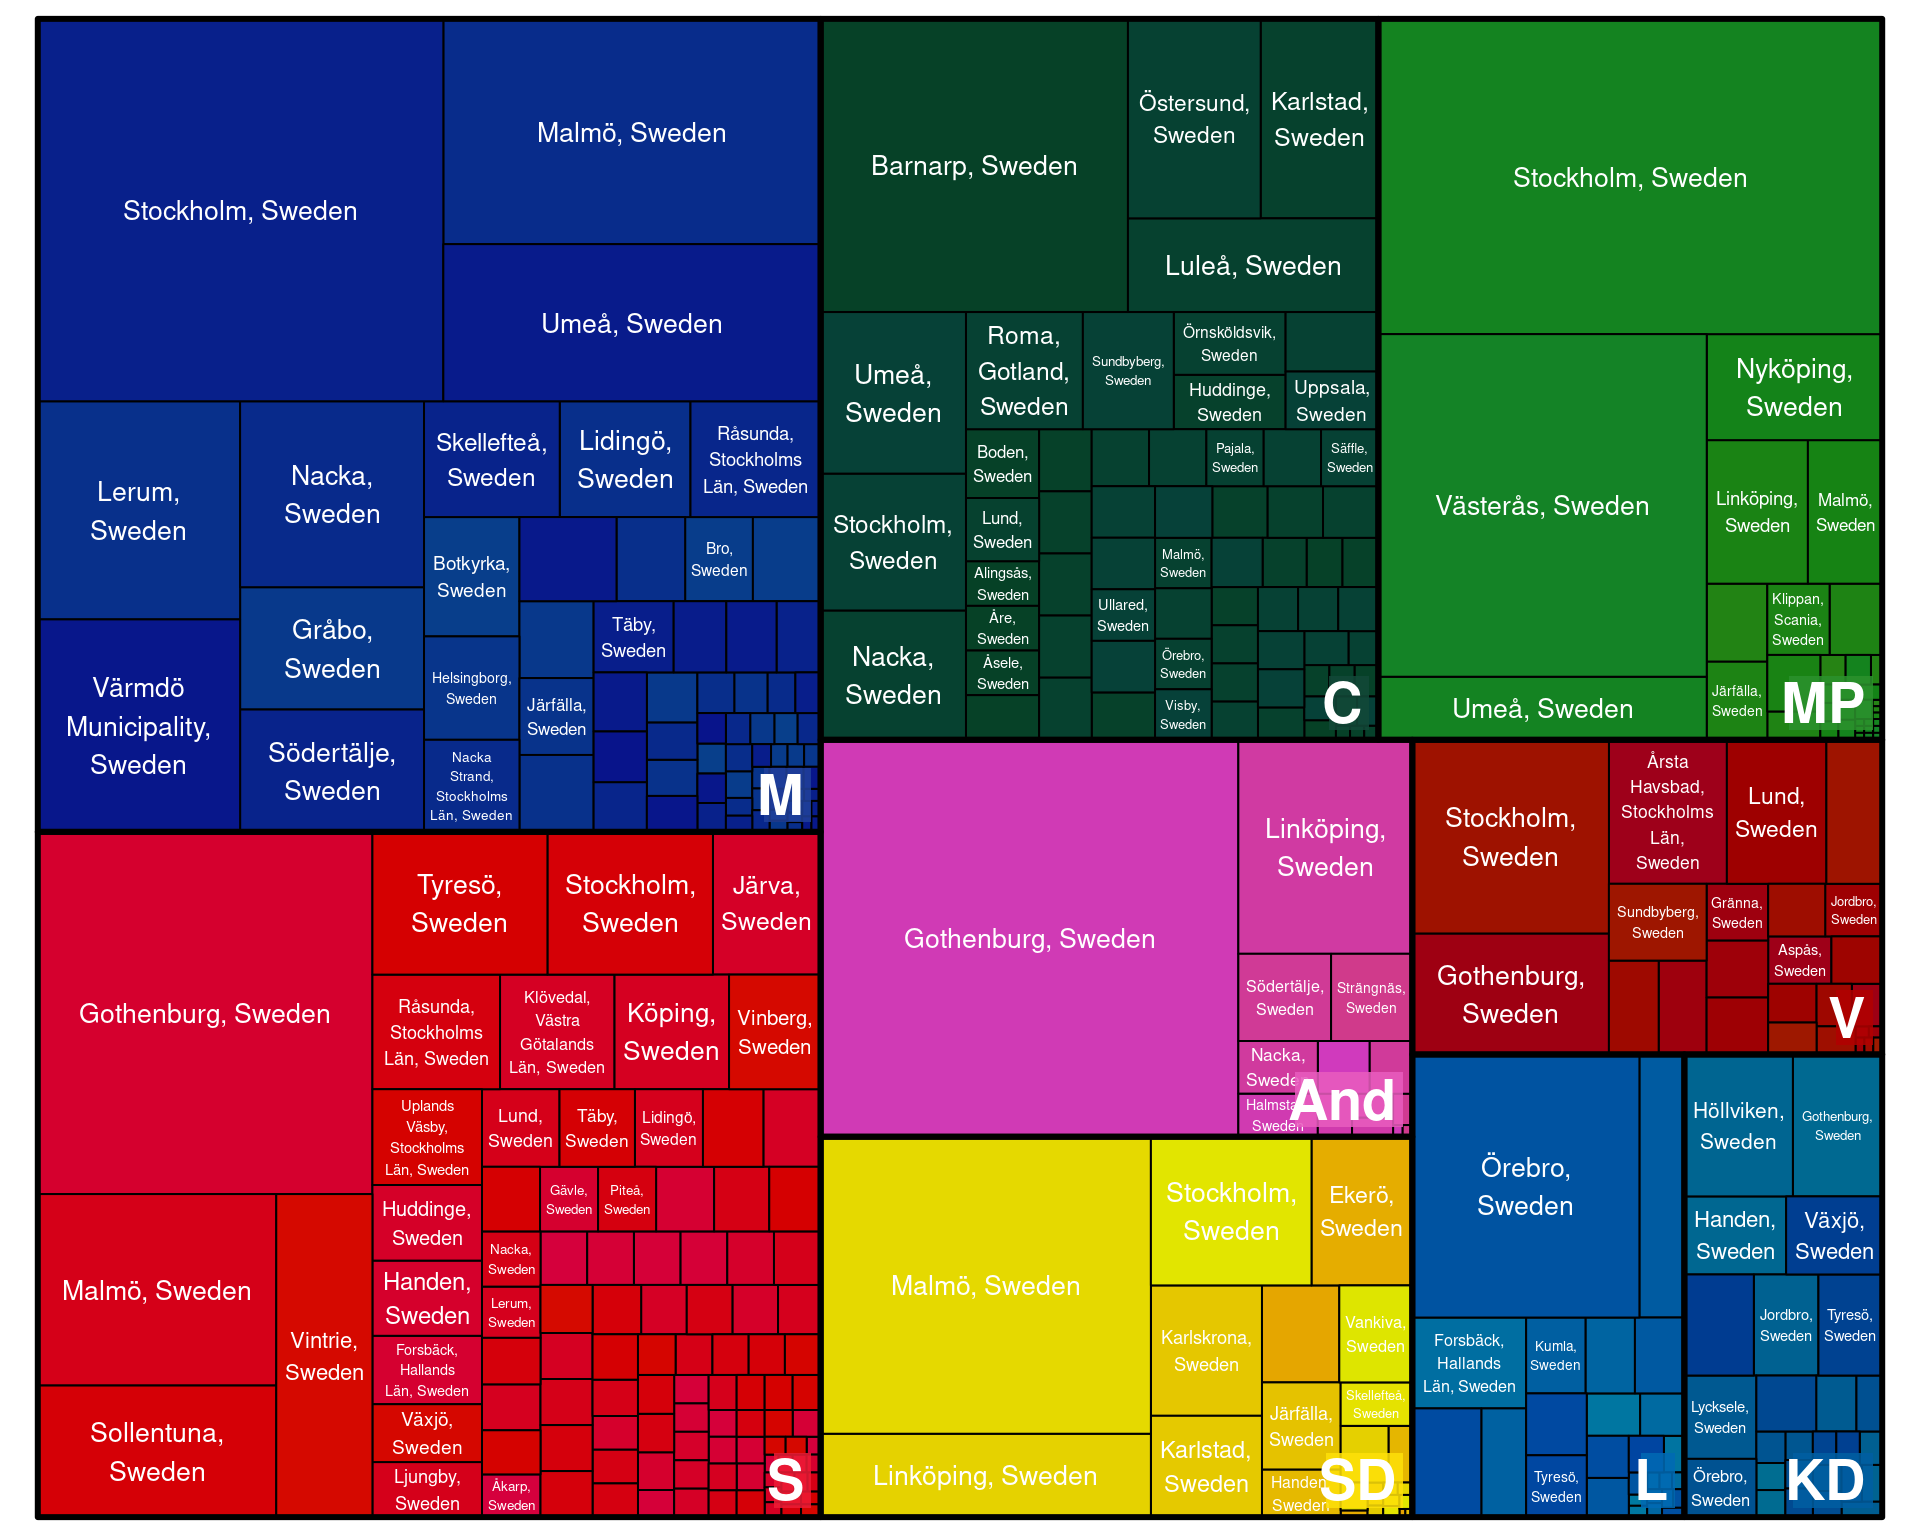 Stockholm, Sweden
Malmö, Sweden
Umeå, Sweden
Lerum,
Sweden
Värmdö
Municipality,
Sweden
Nacka,
Sweden
Gråbo,
Sweden
Södertälje,
Sweden
Skellefteå,
Sweden
Lidingö,
Sweden
Råsunda,
Stockholms
Län, Sweden
Botkyrka,
Sweden
Helsingborg,
Sweden
Nacka
Strand,
Stockholms
Län, Sweden
Bro,
Sweden
Täby,
Sweden
Järfälla,
Sweden
M
Barnarp, Sweden
Östersund,
Sweden
Karlstad,
Sweden
Luleå, Sweden
Umeå,
Sweden
Stockholm,
Sweden
Nacka,
Sweden
Roma,
Gotland,
Sweden
Sundbyberg,
Sweden
Örnsköldsvik,
Sweden
Huddinge,
Sweden
Uppsala,
Sweden
Boden,
Sweden
Lund,
Sweden
Alingsås,
Sweden
Åre,
Sweden
Åsele,
Sweden
Pajala,
Sweden
Säffle,
Sweden
Malmö,
Sweden
Ullared,
Sweden
Örebro,
Sweden
Visby,
Sweden
C
Stockholm, Sweden
Västerås, Sweden
Umeå, Sweden
Nyköping,
Sweden
Linköping,
Sweden
Malmö,
Sweden
Klippan,
Scania,
Sweden
Järfälla,
Sweden
MP
Gothenburg, Sweden
Malmö, Sweden
Sollentuna,
Sweden
Vintrie,
Sweden
Tyresö,
Sweden
Stockholm,
Sweden
Järva,
Sweden
Råsunda,
Stockholms
Län, Sweden
Klövedal,
Västra
Götalands
Län, Sweden
Köping,
Sweden
Vinberg,
Sweden
Uplands
Väsby,
Stockholms
Län, Sweden
Huddinge,
Sweden
Handen,
Sweden
Forsbäck,
Hallands
Län, Sweden
Växjö,
Sweden
Ljungby,
Sweden
Lund,
Sweden
Täby,
Sweden
Lidingö,
Sweden
Gävle,
Sweden
Piteå,
Sweden
Nacka,
Sweden
Lerum,
Sweden
Åkarp,
Sweden
S
Gothenburg, Sweden
Linköping,
Sweden
Södertälje,
Sweden
Strängnäs,
Sweden
Nacka,
Sweden
Halmstad,
Sweden
And
Malmö, Sweden
Linköping, Sweden
Stockholm,
Sweden
Ekerö,
Sweden
Karlskrona,
Sweden
Karlstad,
Sweden
Vankiva,
Sweden
Järfälla,
Sweden
Skellefteå,
Sweden
Handen,
Sweden
SD
Stockholm,
Sweden
Gothenburg,
Sweden
Årsta
Havsbad,
Stockholms
Län,
Sweden
Lund,
Sweden
Sundbyberg,
Sweden
Gränna,
Sweden
Jordbro,
Sweden
Aspås,
Sweden
V
Örebro,
Sweden
Forsbäck,
Hallands
Län, Sweden
Kumla,
Sweden
Tyresö,
Sweden
L
Höllviken,
Sweden
Gothenburg,
Sweden
Handen,
Sweden
Växjö,
Sweden
Jordbro,
Sweden
Tyresö,
Sweden
Lycksele,
Sweden
Örebro,
Sweden
KD